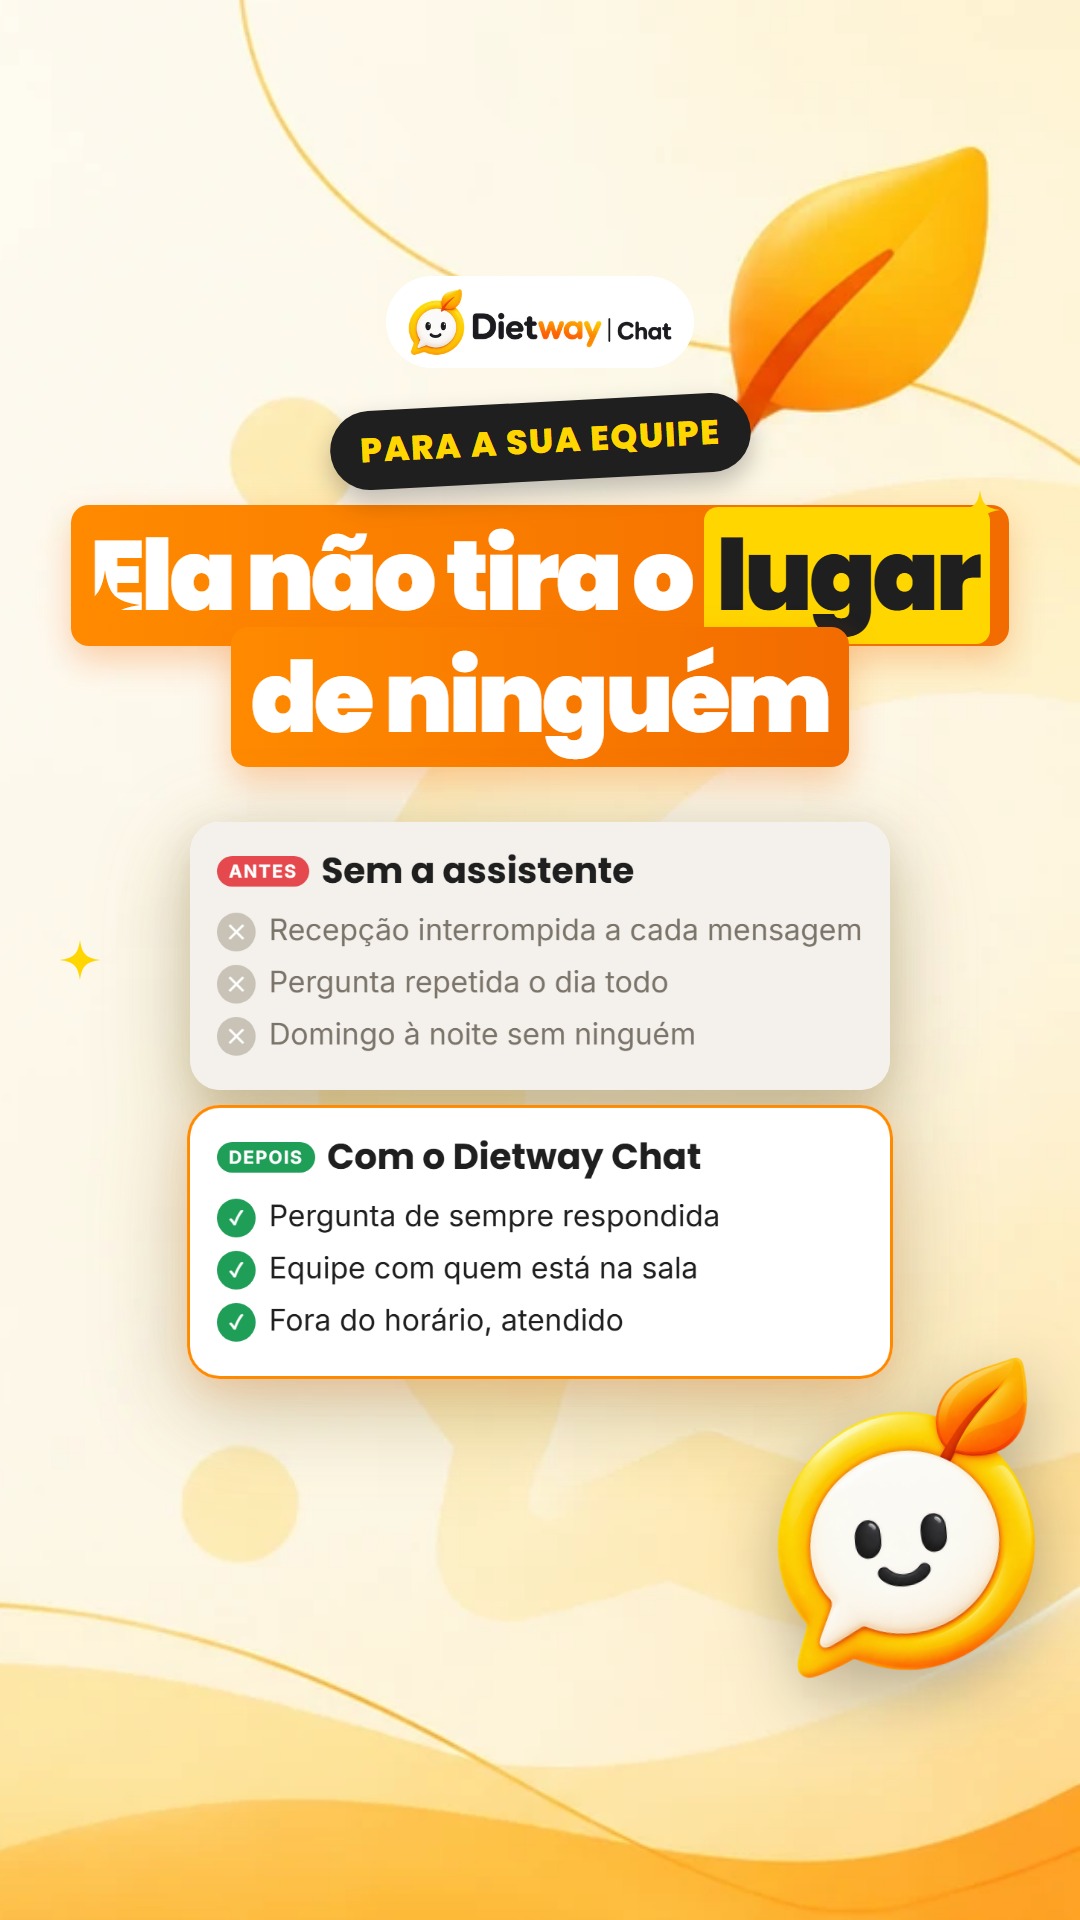 Dietway | Chat
PARA A SUA EQUIPE
Ela não tira o lugar
de ninguém
ANTES Sem a assistente
Recepção interrompida a cada mensagem
Pergunta repetida o dia todo
Domingo à noite sem ninguém
DEPOIS Com o Dietway Chat
Pergunta de sempre respondida
Equipe com quem está na sala
Fora do horário, atendido